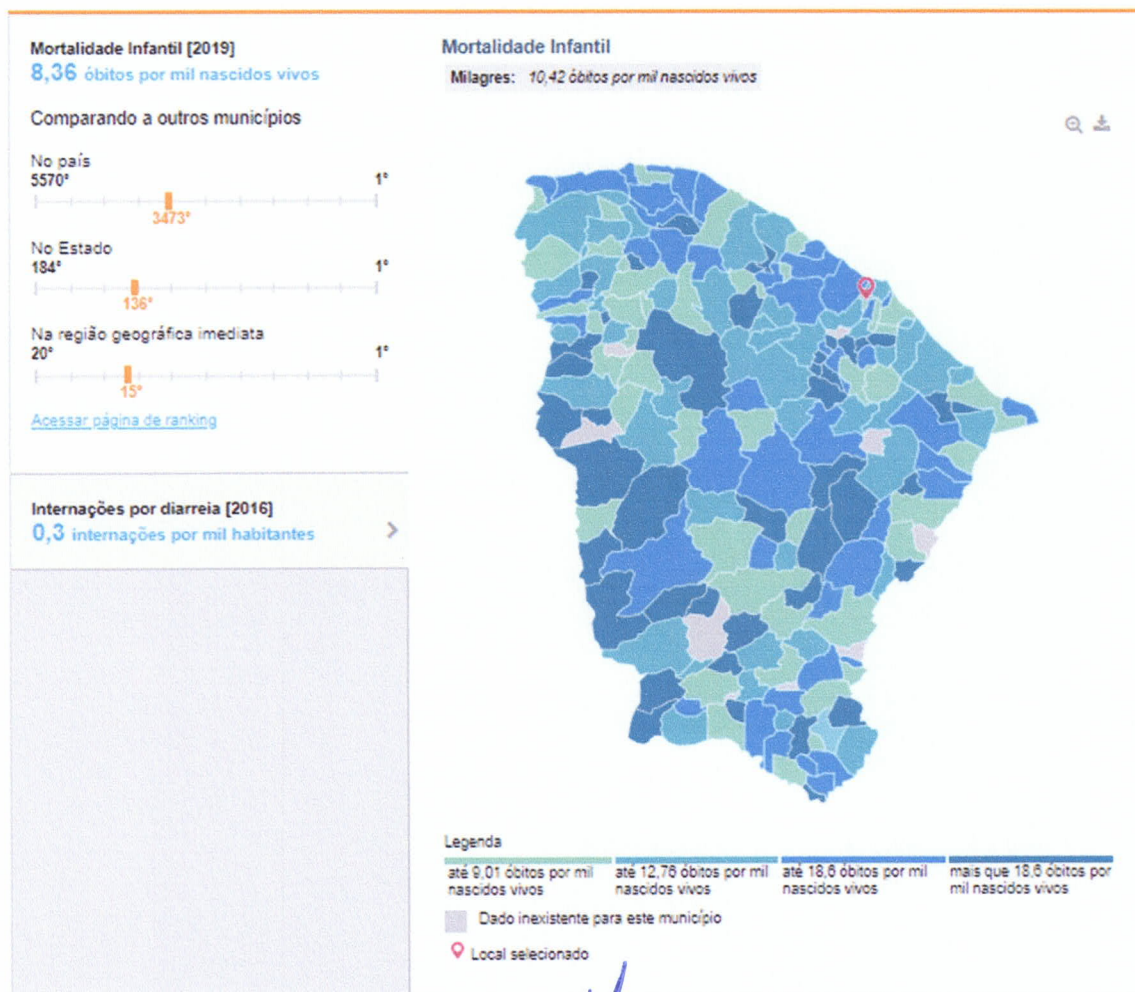 Mortalidade Infantil [2019]
8,36 óbitos por mil nascidos vivos
Comparando a outros municípios
No país
5570° 1°
3473°
No Estado
184° 1°
136°
Na região geográfica imediata
20° 1°
15°
Acessar página de ranking
Internações por diarreia [2016]
0,3 internações por mil habitantes
Mortalidade Infantil
Milagres: 10,42 óbitos por mil nascidos vivos
Legenda
até 9,01 óbitos por mil nascidos vivos
até 12,76 óbitos por mil nascidos vivos
até 18,6 óbitos por mil nascidos vivos
mais que 18,6 óbitos por mil nascidos vivos
Dado inexistente para este município
Local selecionado